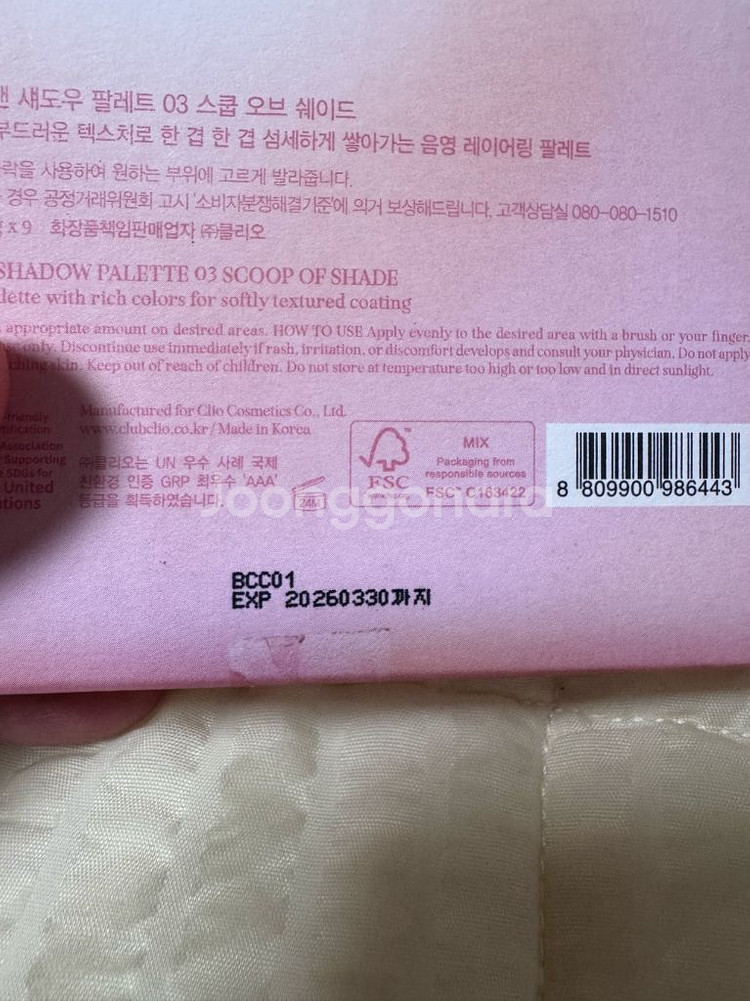 섀도우 팔레트 03 스쿱 오브 쉐이드
부드러운 텍스처로 한 겹 한 겹 섬세하게 쌓아가는 음영 레이어링 팔레트
사용하여 원하는 부위에 고르게 발라줍니다.
경우 공정거래위원회 고시 '소비자분쟁해결기준'에 의거 보상해드립니다. 고객상담실 080-080-1510
x 9 화장품책임판매업자 ㈜클리오
SHADOW PALETTE 03 SCOOP OF SHADE
with rich colors for softly textured coating
appropriate amount on desired areas. HOW TO USE Apply evenly to the desired area with a brush or your finger.
only. Discontinue use immediately if rash, irritation, or discomfort develops and consult your physician. Do not apply
skin. Keep out of reach of children. Do not store at temperature too high or too low and in direct sunlight.
Manufactured for Clio Cosmetics Co., Ltd.
www.clubclio.co.kr / Made in Korea
Association
Supporting
SDGs for
United
㈜클리오는 UN 우수 사례 국제
친환경 인증 GRP 최우수 'AAA'
등급을 획득하였습니다.
24M
FSC
MIX
Packaging from
responsible sources
FSC™ C163422
8 809900 986443
joonggonara
BCC01
EXP 20260330까지